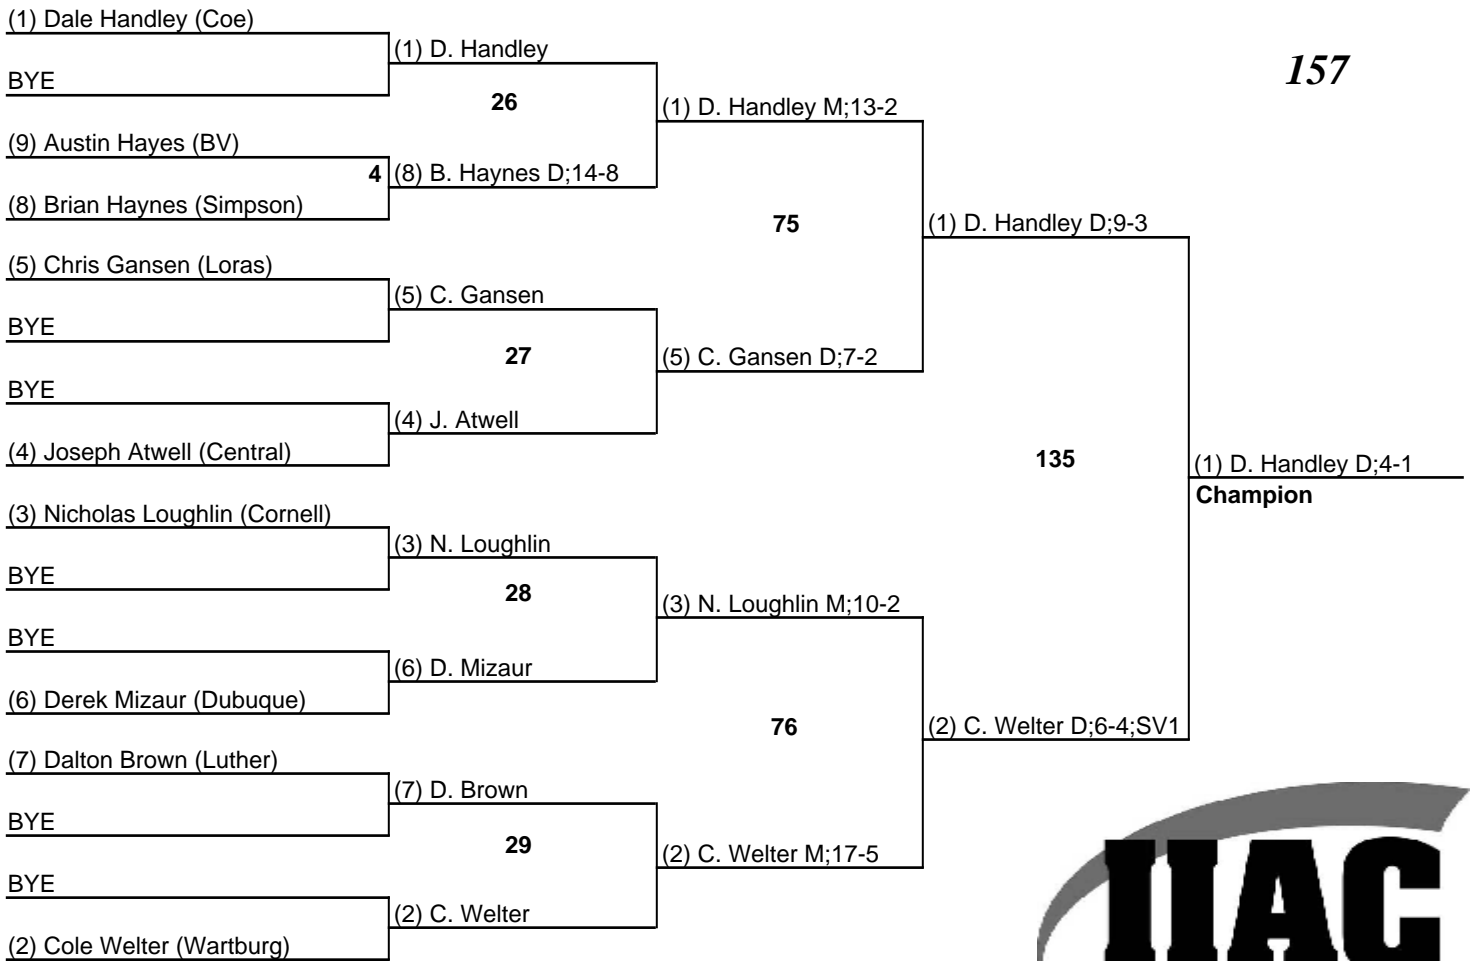 (1) Dale Handley (Coe)
BYE
(9) Austin Hayes (BV)
(8) Brian Haynes (Simpson)
(5) Chris Gansen (Loras)
BYE
BYE
(4) Joseph Atwell (Central)
(3) Nicholas Loughlin (Cornell)
BYE
BYE
(6) Derek Mizaur (Dubuque)
(7) Dalton Brown (Luther)
BYE
BYE
(2) Cole Welter (Wartburg)
4
(1) D. Handley
26
(8) B. Haynes D;14-8
(5) C. Gansen
27
(4) J. Atwell
(3) N. Loughlin
28
(6) D. Mizaur
(7) D. Brown
29
(2) C. Welter
(1) D. Handley M;13-2
75
(5) C. Gansen D;7-2
(3) N. Loughlin M;10-2
76
(2) C. Welter M;17-5
(1) D. Handley D;9-3
135
(2) C. Welter D;6-4;SV1
157
(1) D. Handley D;4-1
Champion
IIAC